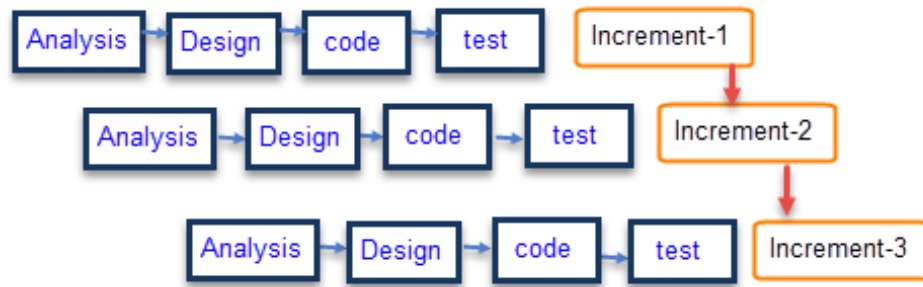 Analysis Design code test Increment-1
Analysis Design code test Increment-2
Analysis Design code test Increment-3